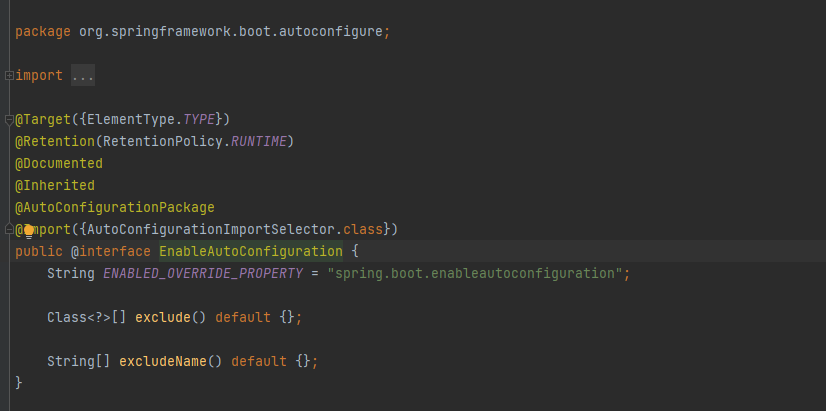 package org.springframework.boot.autoconfigure;
import ...
@Target({ElementType.TYPE})
@Retention(RetentionPolicy.RUNTIME)
@Documented
@Inherited
@AutoConfigurationPackage
@Import({AutoConfigurationImportSelector.class})
public @interface EnableAutoConfiguration {
    String ENABLED_OVERRIDE_PROPERTY = "spring.boot.enableautoconfiguration";
    Class<?>[] exclude() default {};
    String[] excludeName() default {};
}